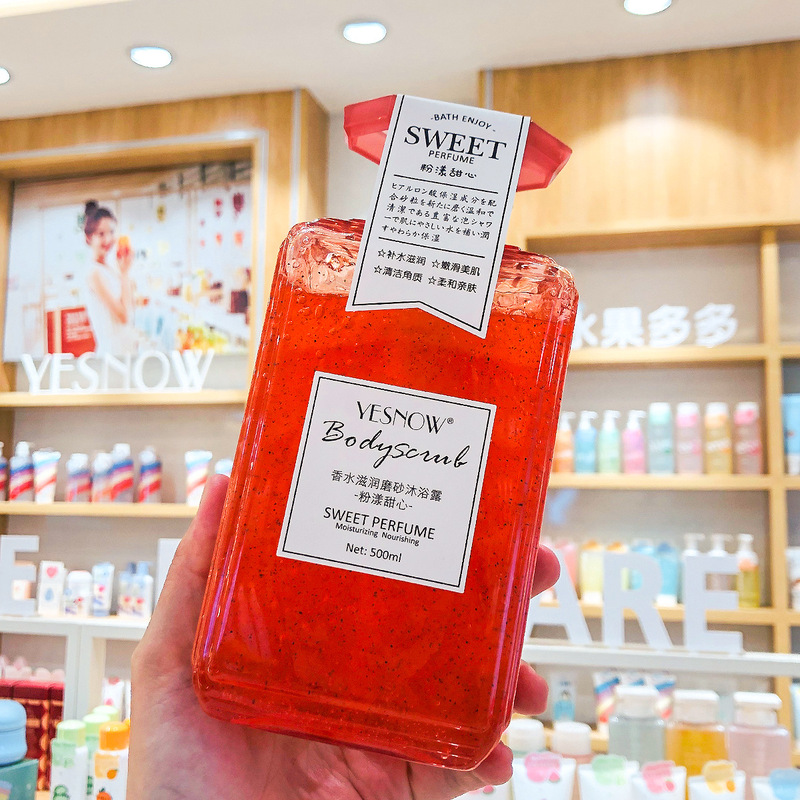 -BATH ENJOY-
SWEET
PERFUME
粉漾甜心
ヒアルロン酸保湿成分を配
合砂粒を新たに磨く温和で
清潔である豊富な泡シャワ
ーで肌にやさしい水を補い潤
すやわらか保湿
☆补水滋润 ☆嫩滑美肌
☆清洁角质 ☆柔和亲肤
YESNOW®
Bodyscrub
香水滋润磨砂沐浴露
-粉漾甜心-
SWEET PERFUME
Moisturizing Nourishing
Net: 500ml
YESNOW
水果多多
E
ARE